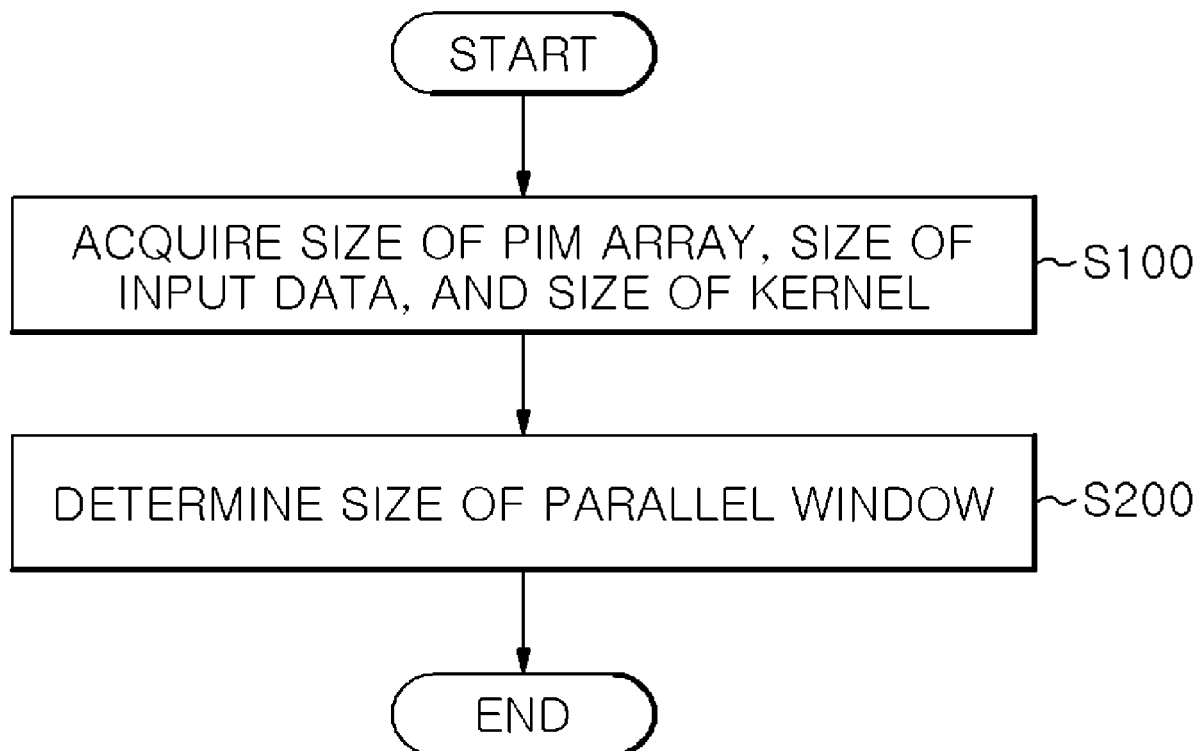 START
ACQUIRE SIZE OF PIM ARRAY, SIZE OF
INPUT DATA, AND SIZE OF KERNEL
S100
DETERMINE SIZE OF PARALLEL WINDOW
S200
END